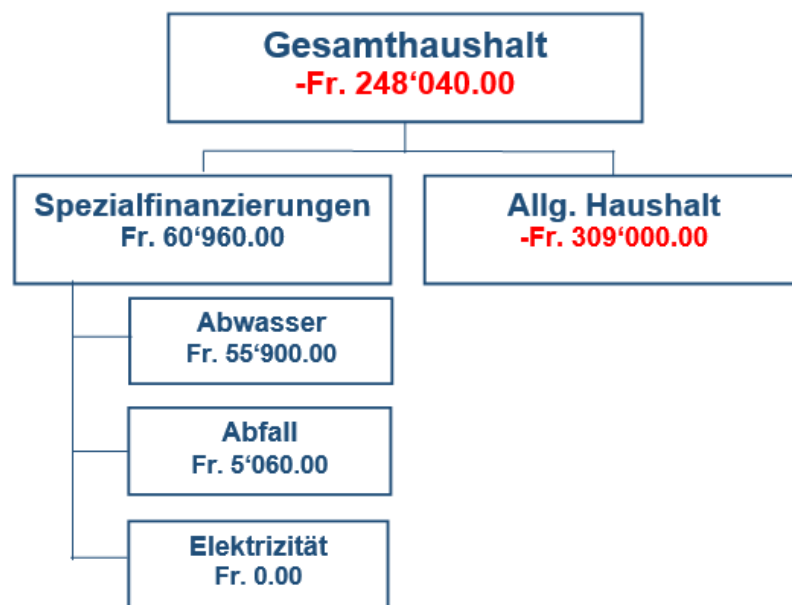 Gesamthaushalt
-Fr. 248‘040.00
Spezialfinanzierungen
Fr. 60‘960.00
Allg. Haushalt
-Fr. 309‘000.00
Abwasser
Fr. 55‘900.00
Abfall
Fr. 5‘060.00
Elektrizität
Fr. 0.00